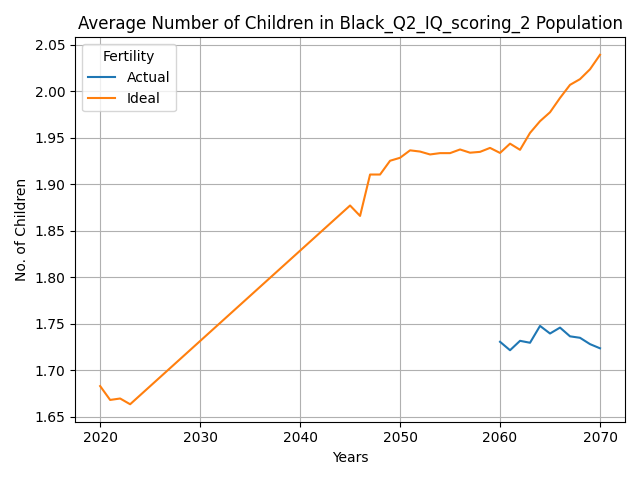 Average Number of Children in Black_Q2_IQ_scoring_2 Population
Fertility
Actual
Ideal
No. of Children
2.05
2.00
1.95
1.90
1.85
1.80
1.75
1.70
1.65
2020 2030 2040 2050 2060 2070
Years